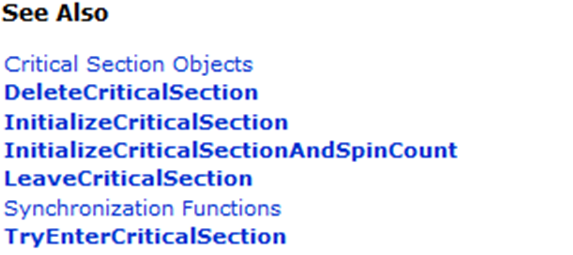 See Also
Critical Section Objects
DeleteCriticalSection
InitializeCriticalSection
InitializeCriticalSectionAndSpinCount
LeaveCriticalSection
Synchronization Functions
TryEnterCriticalSection